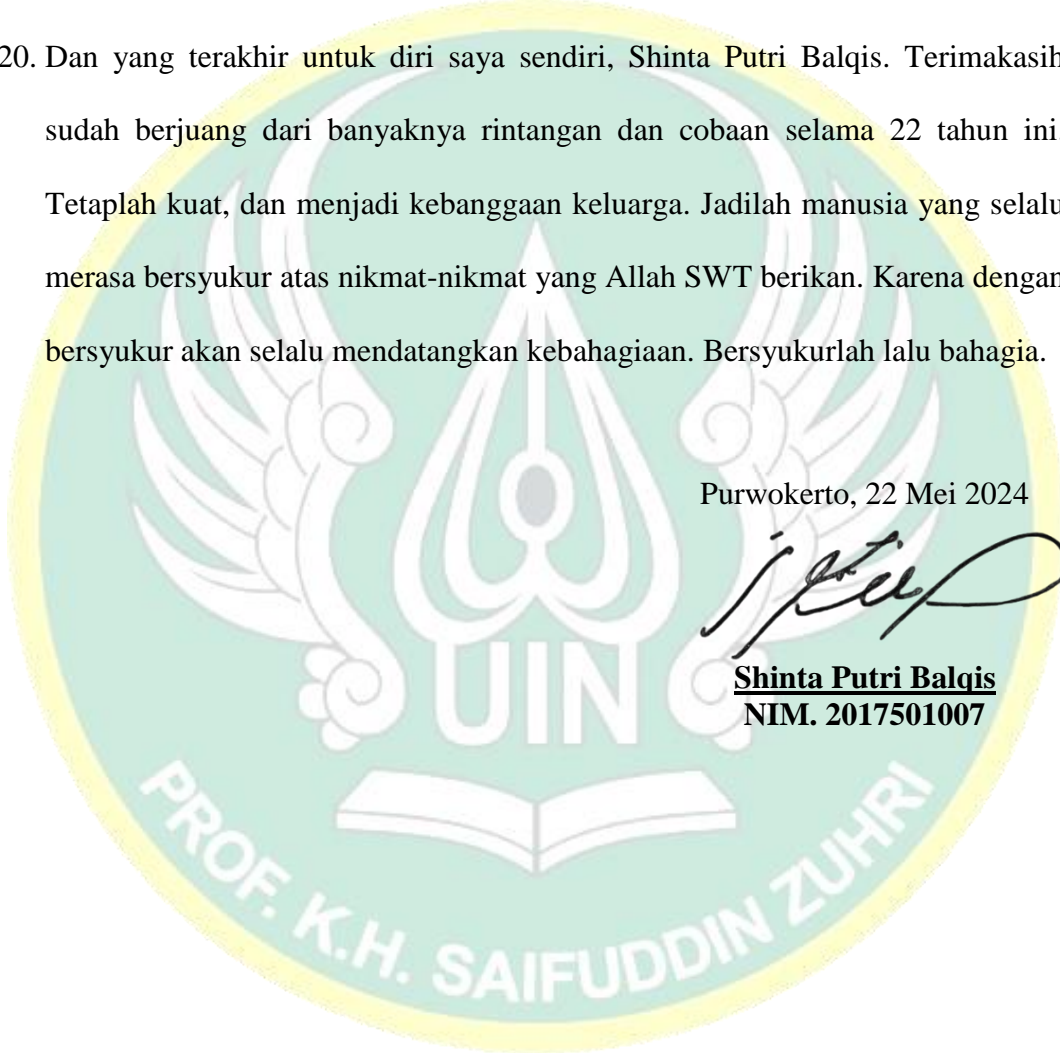 20. Dan yang terakhir untuk diri saya sendiri, Shinta Putri Balqis. Terimakasih
sudah berjuang dari banyaknya rintangan dan cobaan selama 22 tahun ini.
Tetaplah kuat, dan menjadi kebanggaan keluarga. Jadilah manusia yang selalu
merasa bersyukur atas nikmat-nikmat yang Allah SWT berikan. Karena dengan
bersyukur akan selalu mendatangkan kebahagiaan. Bersyukurlah lalu bahagia.
Purwokerto, 22 Mei 2024
Shinta Putri Balqis
NIM. 2017501007
UIN
PROF. K.H. SAIFUDDIN ZUHRI